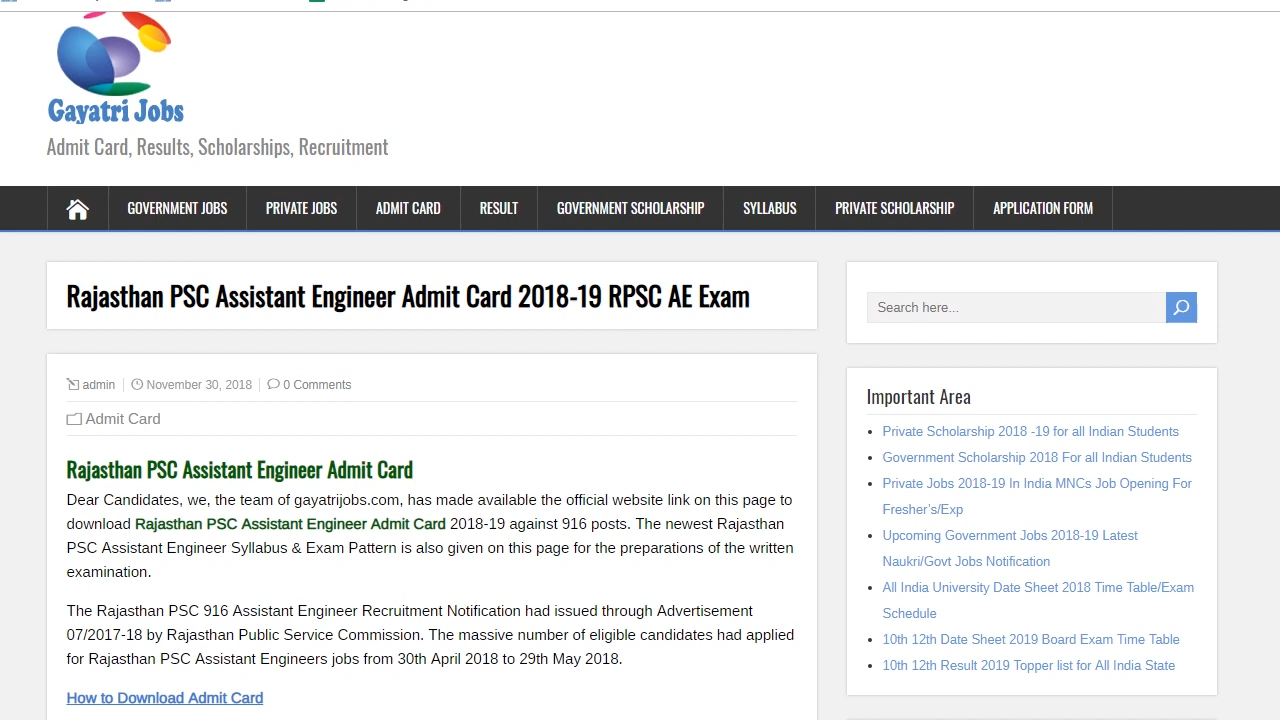 Gayatri Jobs
Admit Card, Results, Scholarships, Recruitment
GOVERNMENT JOBS PRIVATE JOBS ADMIT CARD RESULT GOVERNMENT SCHOLARSHIP SYLLABUS PRIVATE SCHOLARSHIP APPLICATION FORM
Rajasthan PSC Assistant Engineer Admit Card 2018-19 RPSC AE Exam
admin November 30, 2018 0 Comments
Admit Card
Rajasthan PSC Assistant Engineer Admit Card
Dear Candidates, we, the team of gayatrijobs.com, has made available the official website link on this page to
download Rajasthan PSC Assistant Engineer Admit Card 2018-19 against 916 posts. The newest Rajasthan
PSC Assistant Engineer Syllabus & Exam Pattern is also given on this page for the preparations of the written
examination.
The Rajasthan PSC 916 Assistant Engineer Recruitment Notification had issued through Advertisement
07/2017-18 by Rajasthan Public Service Commission. The massive number of eligible candidates had applied
for Rajasthan PSC Assistant Engineers jobs from 30th April 2018 to 29th May 2018.
How to Download Admit Card
Search here...
Important Area
Private Scholarship 2018 -19 for all Indian Students
Government Scholarship 2018 For all Indian Students
Private Jobs 2018-19 In India MNCs Job Opening For
Fresher's/Exp
Upcoming Government Jobs 2018-19 Latest
Naukri/Govt Jobs Notification
All India University Date Sheet 2018 Time Table/Exam
Schedule
10th 12th Date Sheet 2019 Board Exam Time Table
10th 12th Result 2019 Topper list for All India State